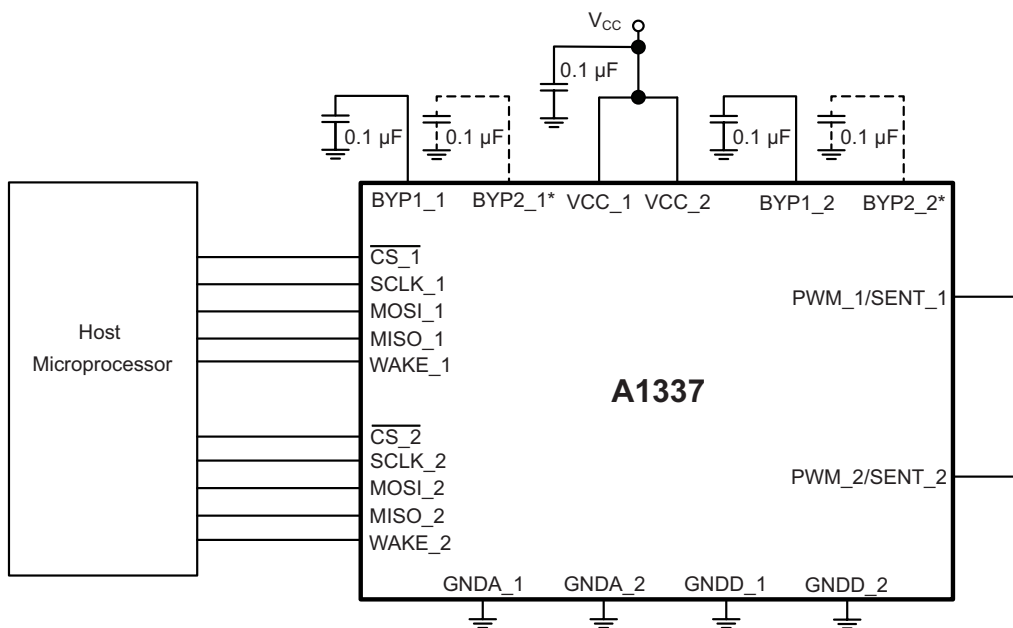 VCC
0.1 µF
0.1 µF
0.1 µF
0.1 µF
0.1 µF
BYP1_1
BYP2_1*
VCC_1
VCC_2
BYP1_2
BYP2_2*
CS_1
SCLK_1
MOSI_1
MISO_1
WAKE_1
PWM_1/SENT_1
Host
Microprocessor
A1337
CS_2
SCLK_2
MOSI_2
MISO_2
WAKE_2
PWM_2/SENT_2
GNDA_1
GNDA_2
GNDD_1
GNDD_2